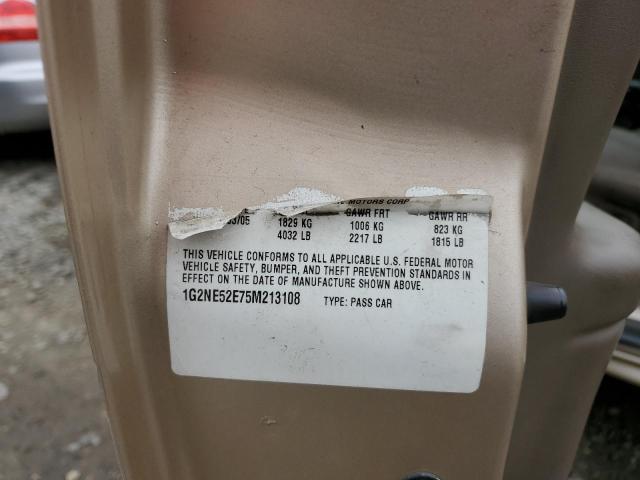 MOTORS CORP
GAWR FRT GAWR RR
1829 KG 1006 KG 823 KG
4032 LB 2217 LB 1815 LB
THIS VEHICLE CONFORMS TO ALL APPLICABLE U.S. FEDERAL MOTOR
VEHICLE SAFETY, BUMPER, AND THEFT PREVENTION STANDARDS IN
EFFECT ON THE DATE OF MANUFACTURE SHOWN ABOVE.
1G2NE52E75M213108 TYPE: PASS CAR